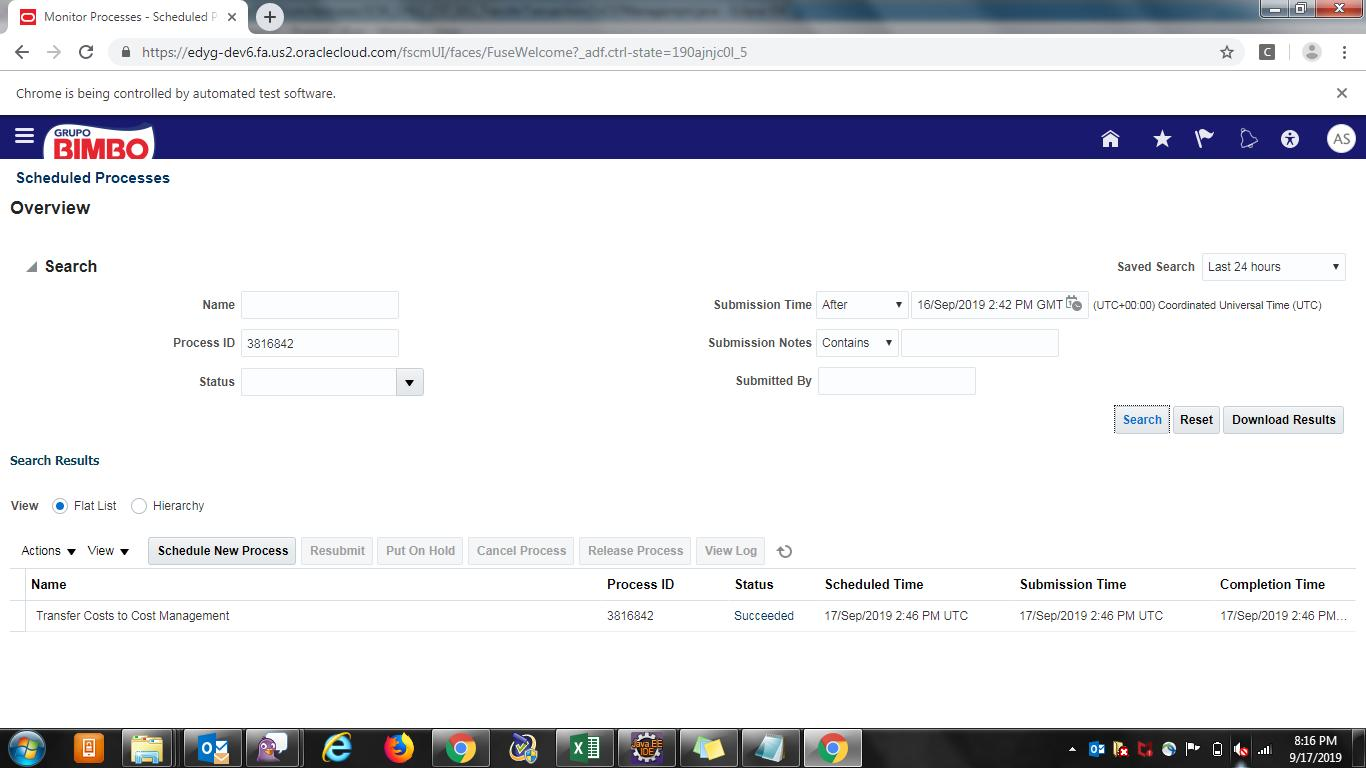 Monitor Processes - Scheduled P
https://edyg-dev6.fa.us2.oraclecloud.com/fscmUI/faces/FuseWelcome?_adf.ctrl-state=190ajnjc0l_5
C
Chrome is being controlled by automated test software.
GRUPO
BIMBO
AS
Scheduled Processes
Overview
Search
Saved Search Last 24 hours
Name
Submission Time After 16/Sep/2019 2:42 PM GMT (UTC+00:00) Coordinated Universal Time (UTC)
Process ID 3816842
Submission Notes Contains
Status
Submitted By
Search Reset Download Results
Search Results
View Flat List Hierarchy
Actions View Schedule New Process Resubmit Put On Hold Cancel Process Release Process View Log
Name Process ID Status Scheduled Time Submission Time Completion Time
Transfer Costs to Cost Management 3816842 Succeeded 17/Sep/2019 2:46 PM UTC 17/Sep/2019 2:46 PM UTC 17/Sep/2019 2:46 PM...
Java EE
IDE
8:16 PM
9/17/2019